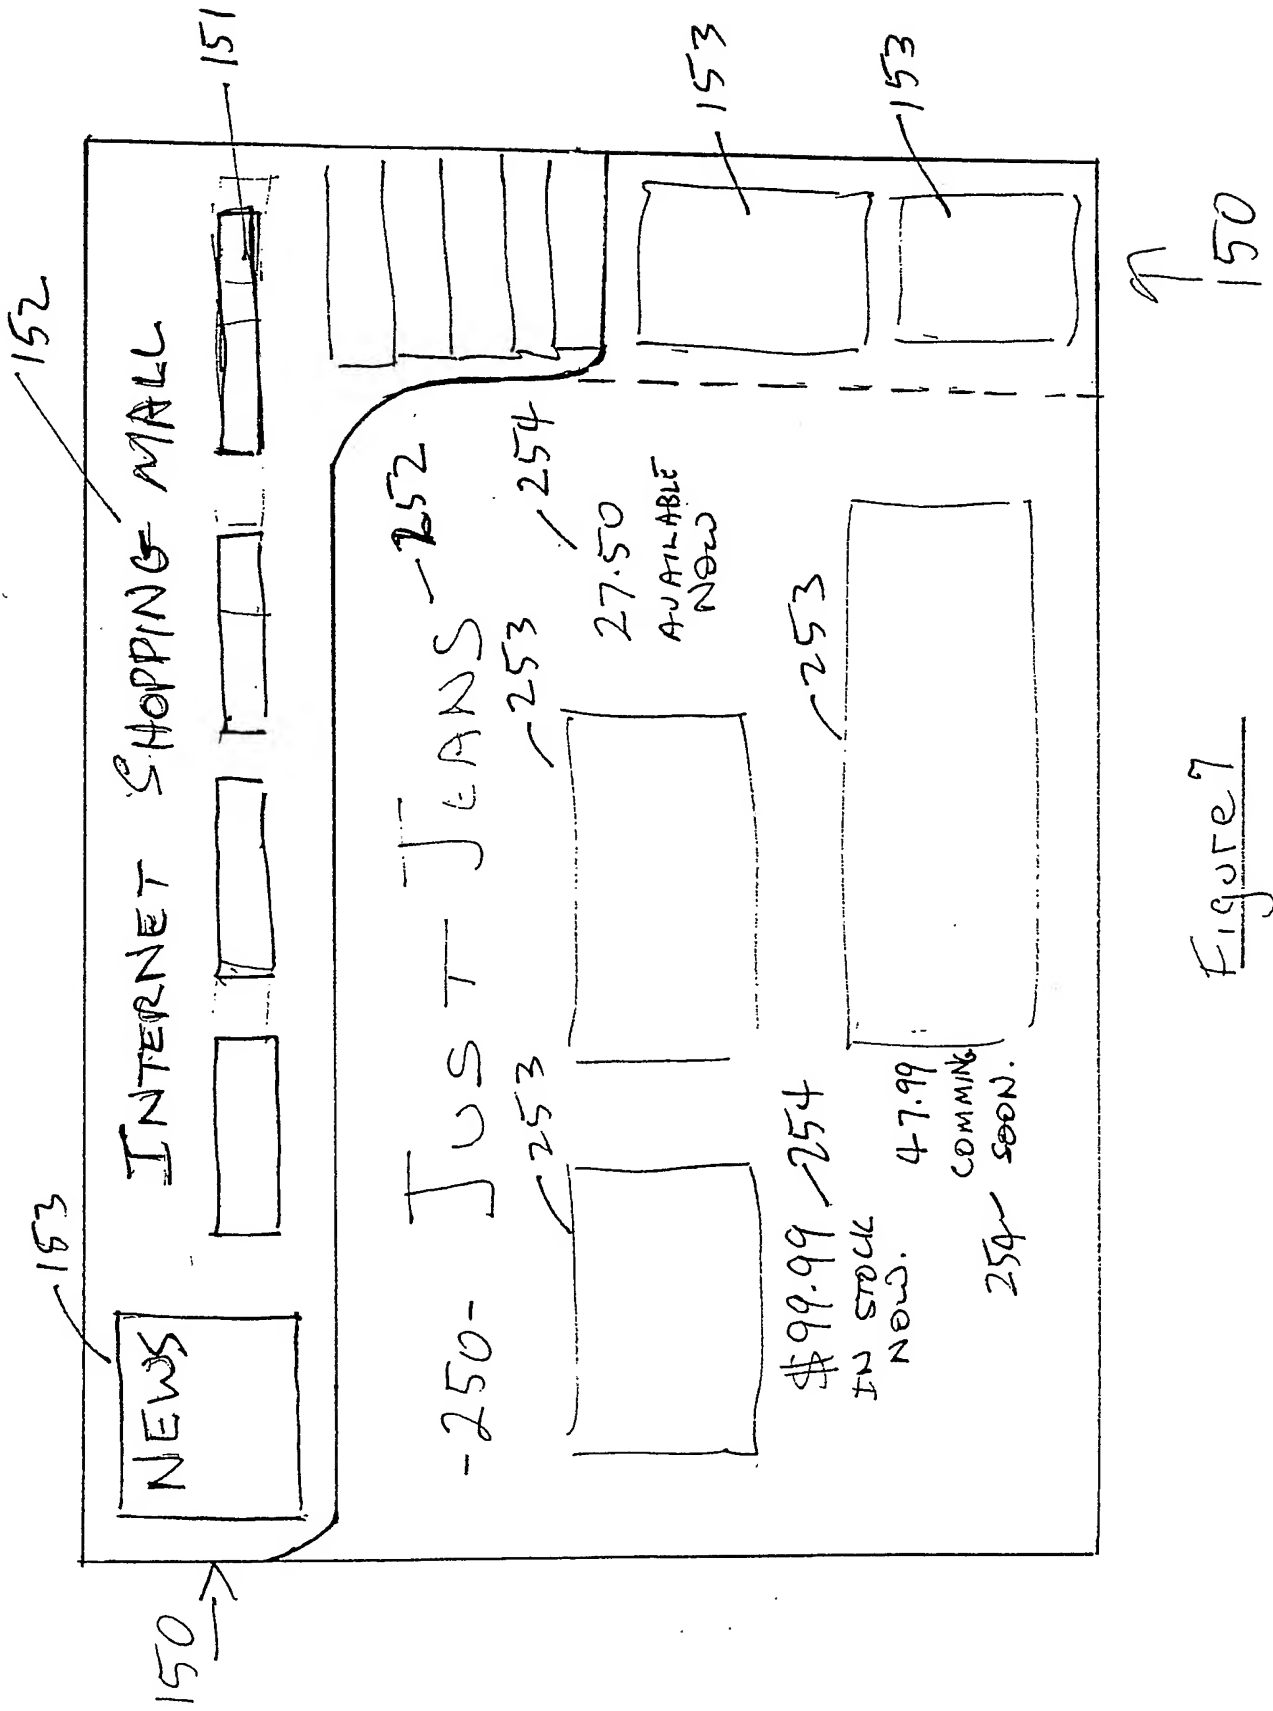 150
153
152
151
NEWS
INTERNET SHOPPING MALL
-250-
JUST JEANS
252
253
253
254
27.50
AVAILABLE
NOW
153
$99.99
254
IN STOCK
NOW.
253
47.99
COMMING
SOON.
254
153
150
Figure 7